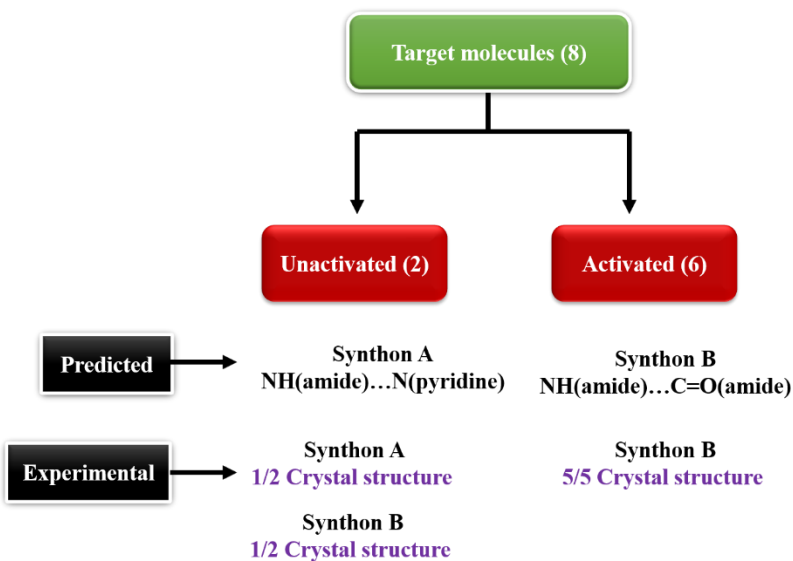 Target molecules (8)
Unactivated (2)
Activated (6)
Predicted
Synthon A
NH(amide)…N(pyridine)
Synthon B
NH(amide)…C=O(amide)
Experimental
Synthon A
1/2 Crystal structure
Synthon B
5/5 Crystal structure
Synthon B
1/2 Crystal structure